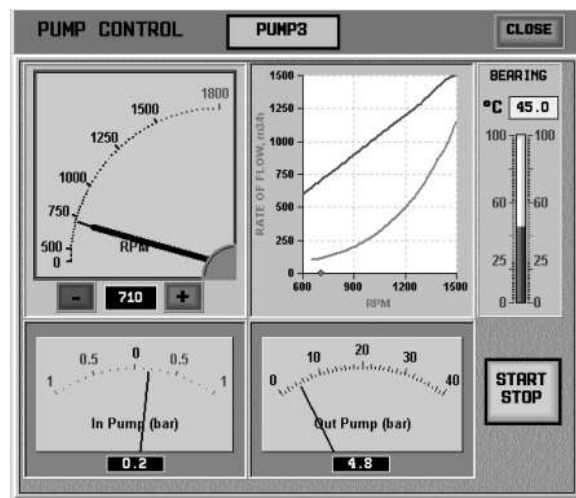 PUMP CONTROL
PUMP3
CLOSE
1800
1500
1250
1000
750
500
0
RPM
-
710
+
RATE OF FLOW, m3/h
1500
1250
1000
750
500
250
0
600 900 1200 1500
RPM
BEARING
°C 45.0
100 100
60 60
25 25
0 0
1 0.5 0 0.5 1
In Pump (bar)
0.2
0 10 20 30 40
Out Pump (bar)
4.8
START
STOP